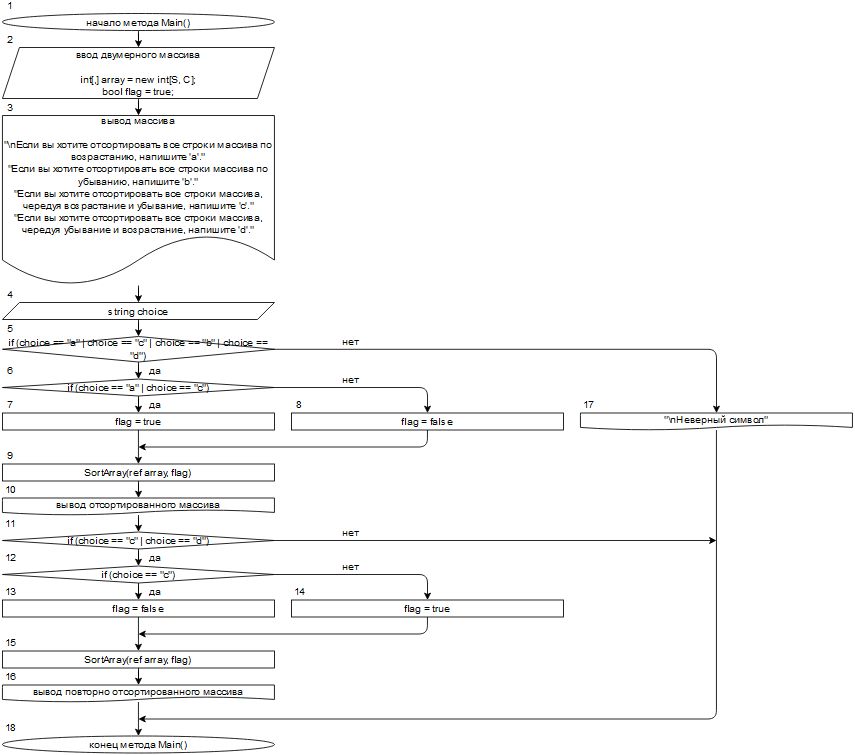 1
начало метода Main()
2
ввод двумерного массива
int[,] array = new int[S, C];
bool flag = true;
3
вывод массива
"\nЕсли вы хотите отсортировать все строки массива по
возрастанию, напишите 'a'."
"Если вы хотите отсортировать все строки массива по
убыванию, напишите 'b'."
"Если вы хотите отсортировать все строки массива,
чередуя возрастание и убывание, напишите 'c'."
"Если вы хотите отсортировать все строки массива,
чередуя убывание и возрастание, напишите 'd'."
4
string choice
5
if (choice == "a" | choice == "c" | choice == "b" | choice ==
"d")
нет
да
6
if (choice == "a" | choice == "c")
нет
да
7
flag = true
8
flag = false
17
"\nНеверный символ"
9
SortArray(ref array, flag)
10
вывод отсортированного массива
11
if (choice == "c" | choice == "d")
нет
да
12
if (choice == "c")
нет
да
13
flag = false
14
flag = true
15
SortArray(ref array, flag)
16
вывод повторно отсортированного массива
18
конец метода Main()